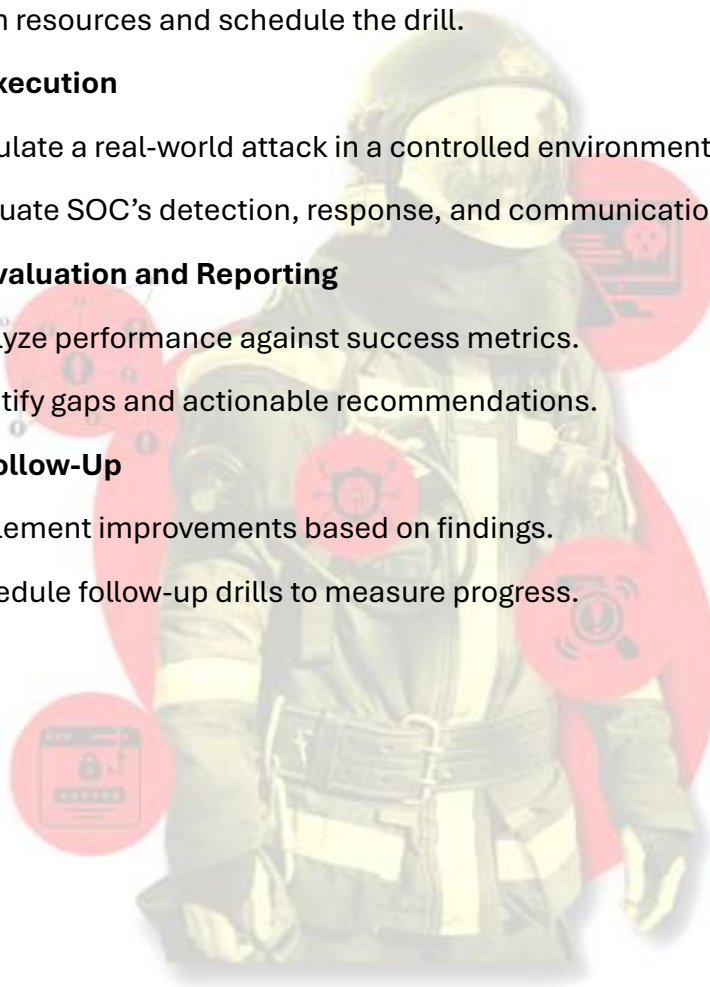 n resources and schedule the drill.
xecution
ulate a real-world attack in a controlled environment
uate SOC’s detection, response, and communicatio
valuation and Reporting
lyze performance against success metrics.
tify gaps and actionable recommendations.
ollow-Up
lement improvements based on findings.
edule follow-up drills to measure progress.